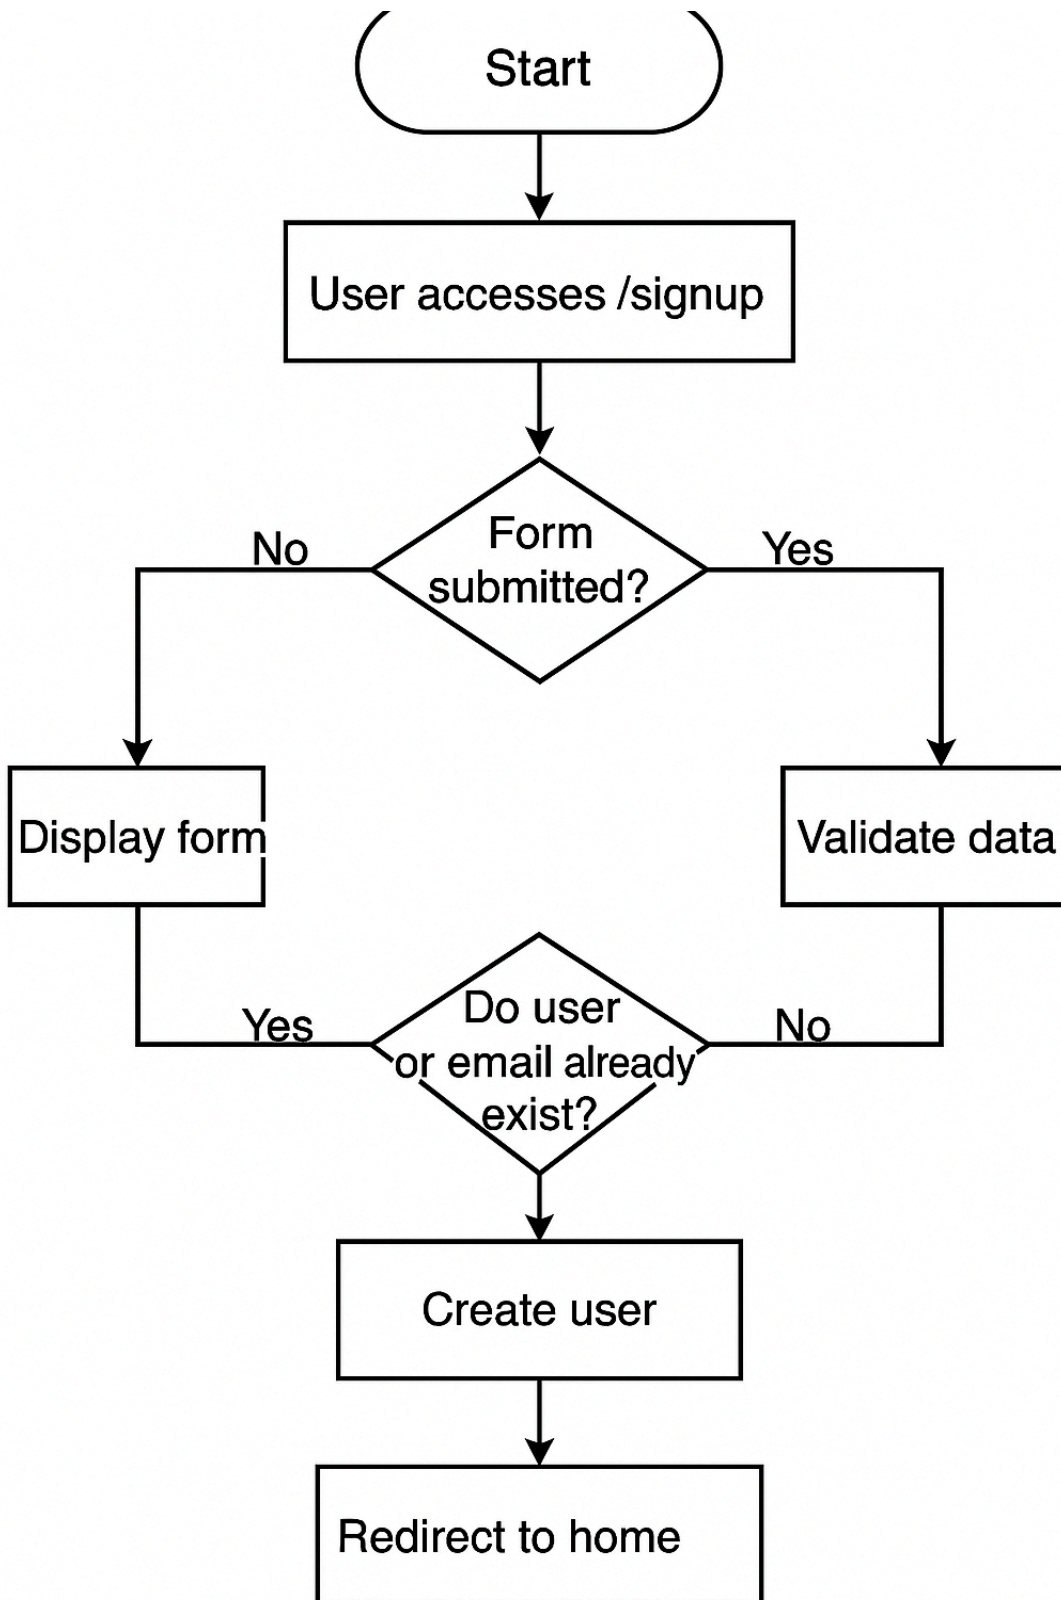 Start
User accesses /signup
Form
submitted?
No
Yes
Display form
Validate data
Do user
or email already
exist?
Yes
No
Create user
Redirect to home